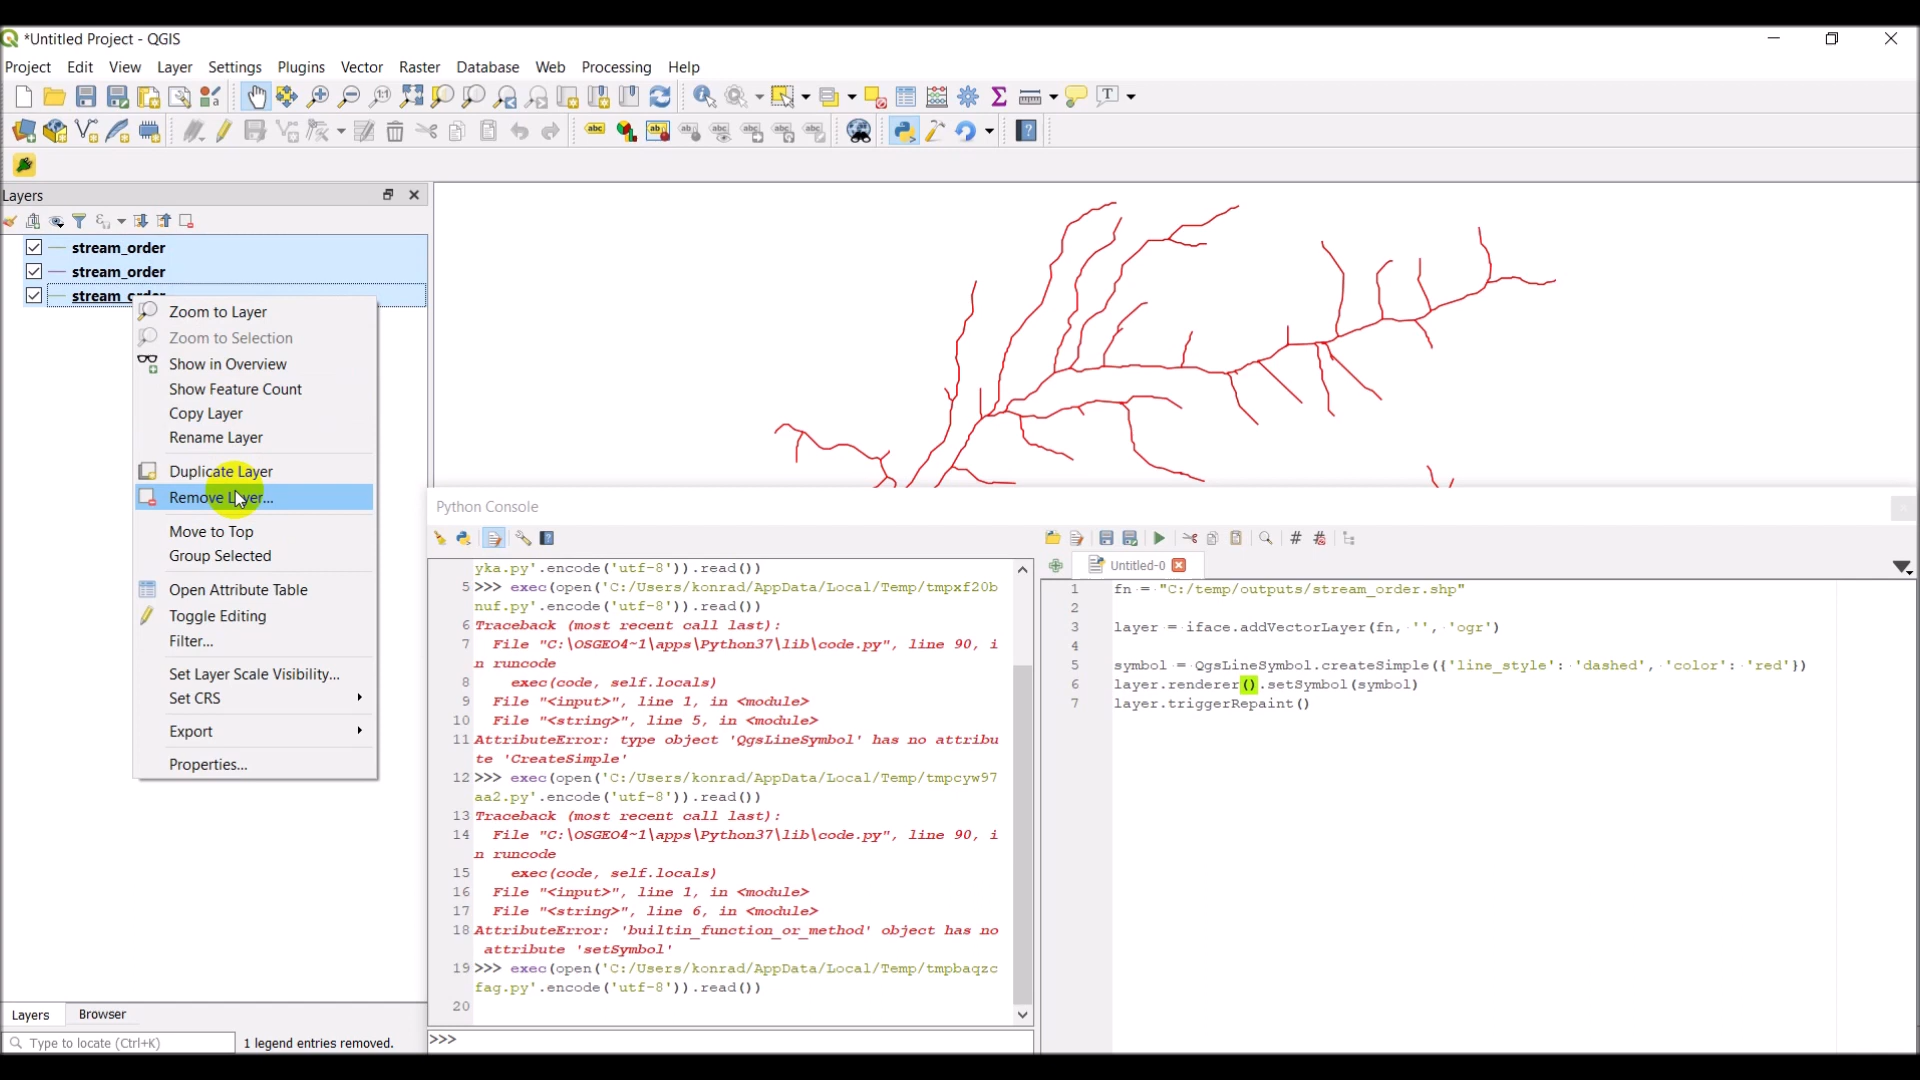 *Untitled Project - QGIS
Project Edit View Layer Settings Plugins Vector Raster Database Web Processing Help
Layers
stream_order
stream_order
stream_order
Zoom to Layer
Zoom to Selection
Show in Overview
Show Feature Count
Copy Layer
Rename Layer
Duplicate Layer
Remove Layer...
Move to Top
Group Selected
Open Attribute Table
Toggle Editing
Filter...
Set Layer Scale Visibility...
Set CRS
Export
Properties...
Layers Browser
Type to locate (Ctrl+K) 1 legend entries removed.
Python Console
yka.py'.encode('utf-8')).read())
5 >>> exec(open('C:/Users/konrad/AppData/Local/Temp/tmpxf20b
nuf.py'.encode('utf-8')).read())
6 Traceback (most recent call last):
7 File "C:\OSGEO4~1\apps\Python37\lib\code.py", line 90, i
n runcode
8 exec(code, self.locals)
9 File "<input>", line 1, in <module>
10 File "<string>", line 5, in <module>
11 AttributeError: type object 'QgsLineSymbol' has no attribu
te 'CreateSimple'
12 >>> exec(open('C:/Users/konrad/AppData/Local/Temp/tmpcyw97
aa2.py'.encode('utf-8')).read())
13 Traceback (most recent call last):
14 File "C:\OSGEO4~1\apps\Python37\lib\code.py", line 90, i
n runcode
15 exec(code, self.locals)
16 File "<input>", line 1, in <module>
17 File "<string>", line 6, in <module>
18 AttributeError: 'builtin_function_or_method' object has no
attribute 'setSymbol'
19 >>> exec(open('C:/Users/konrad/AppData/Local/Temp/tmpbaqzc
fag.py'.encode('utf-8')).read())
20
>>>
Untitled-0
1 fn = "C:/temp/outputs/stream_order.shp"
2
3 layer = iface.addVectorLayer(fn, '', 'ogr')
4
5 symbol = QgsLineSymbol.createSimple({'line_style': 'dashed', 'color': 'red'})
6 layer.renderer().setSymbol(symbol)
7 layer.triggerRepaint()